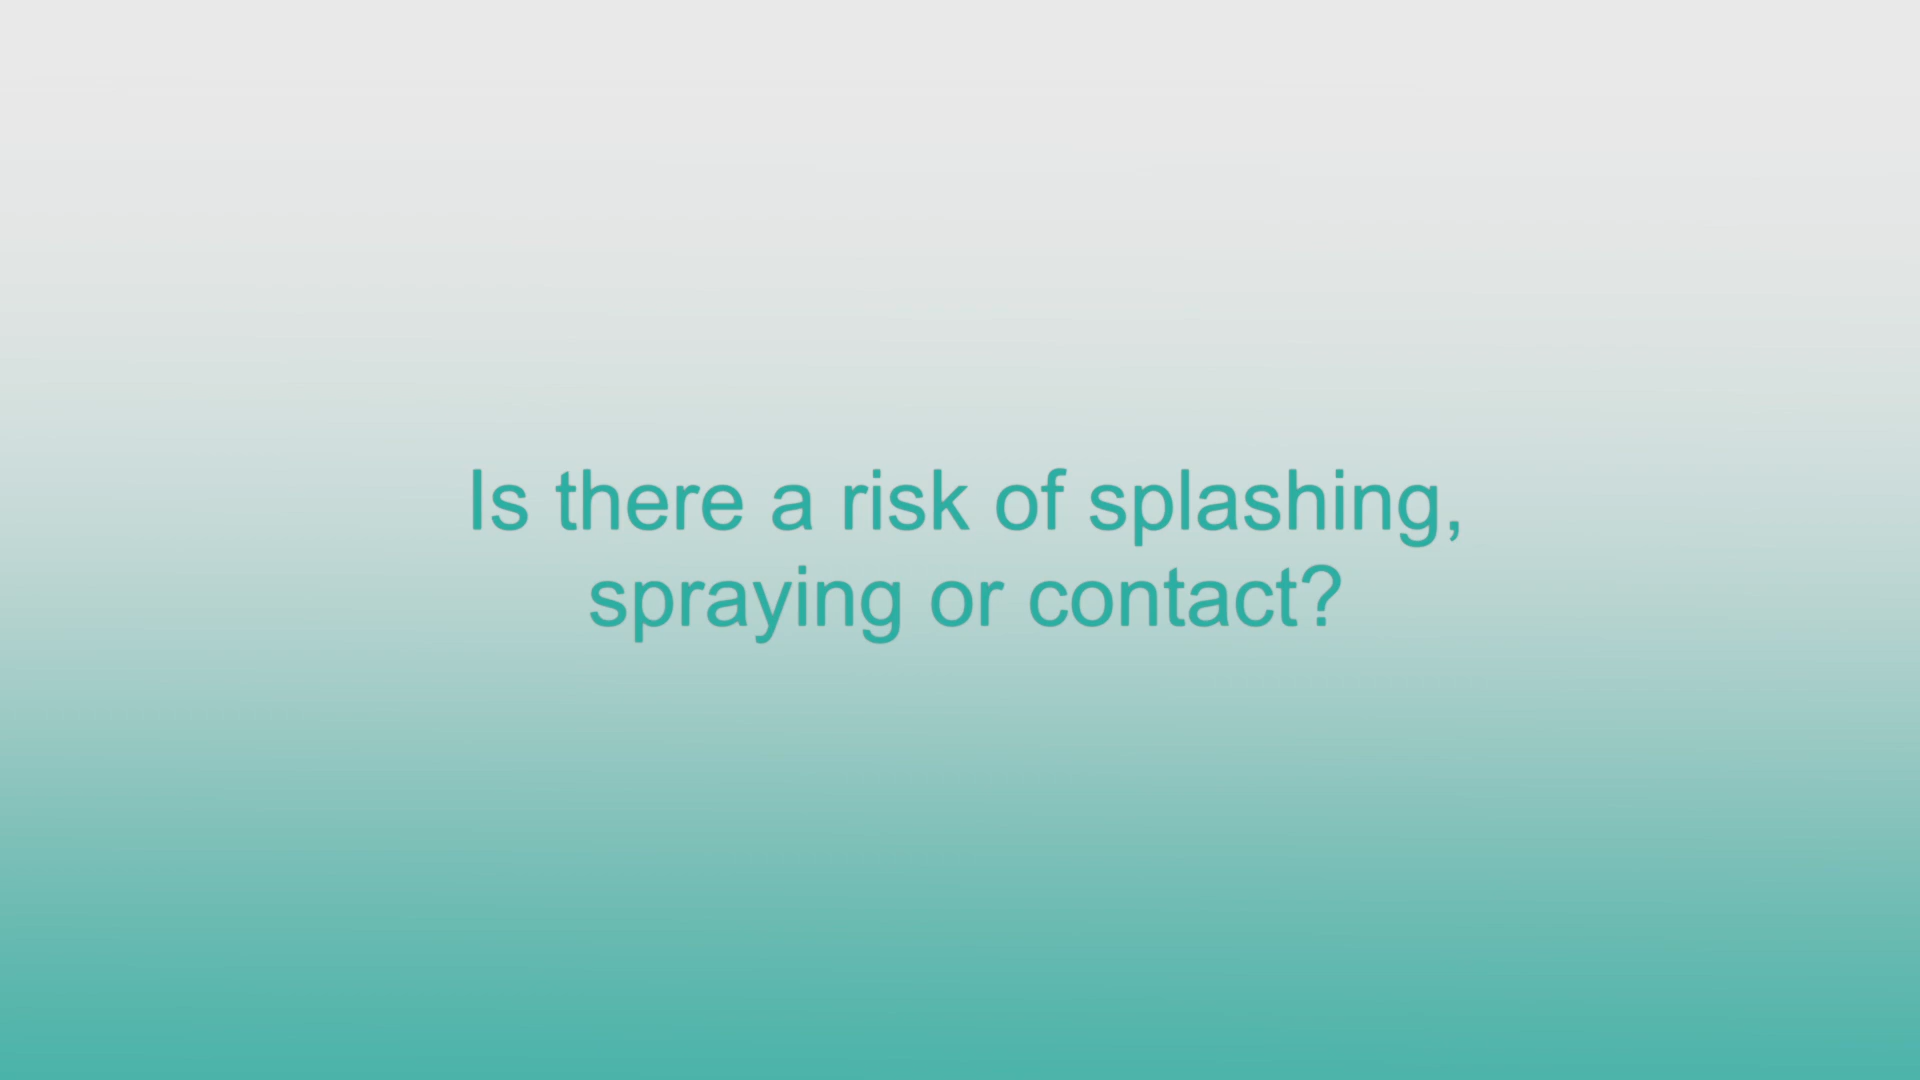 Is there a risk of splashing,
spraying or contact?